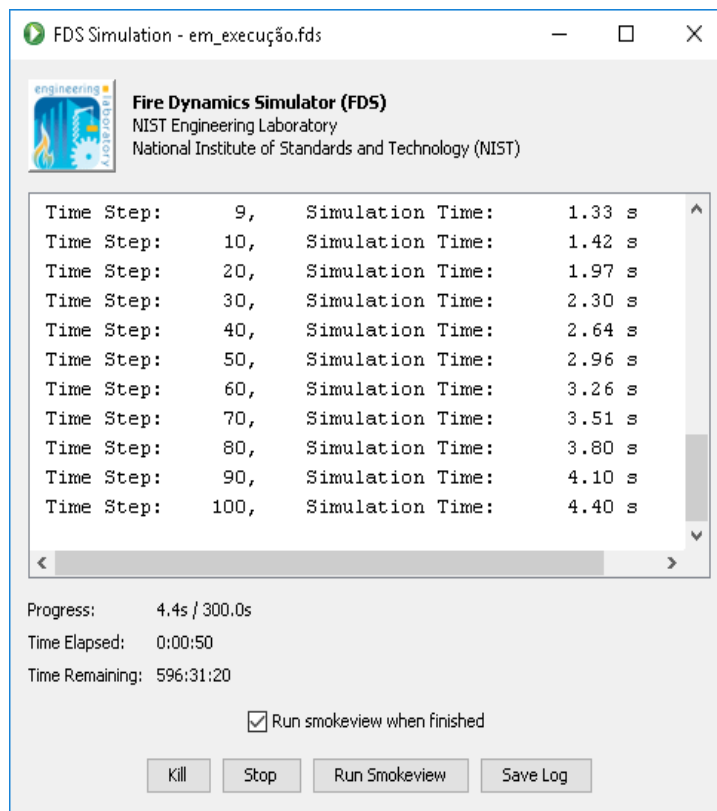 FDS Simulation - em_execução.fds
engineering
laboratory
Fire Dynamics Simulator (FDS)
NIST Engineering Laboratory
National Institute of Standards and Technology (NIST)
Time Step: 9, Simulation Time: 1.33 s
Time Step: 10, Simulation Time: 1.42 s
Time Step: 20, Simulation Time: 1.97 s
Time Step: 30, Simulation Time: 2.30 s
Time Step: 40, Simulation Time: 2.64 s
Time Step: 50, Simulation Time: 2.96 s
Time Step: 60, Simulation Time: 3.26 s
Time Step: 70, Simulation Time: 3.51 s
Time Step: 80, Simulation Time: 3.80 s
Time Step: 90, Simulation Time: 4.10 s
Time Step: 100, Simulation Time: 4.40 s
Progress: 4.4s / 300.0s
Time Elapsed: 0:00:50
Time Remaining: 596:31:20
Run smokeview when finished
Kill Stop Run Smokeview Save Log